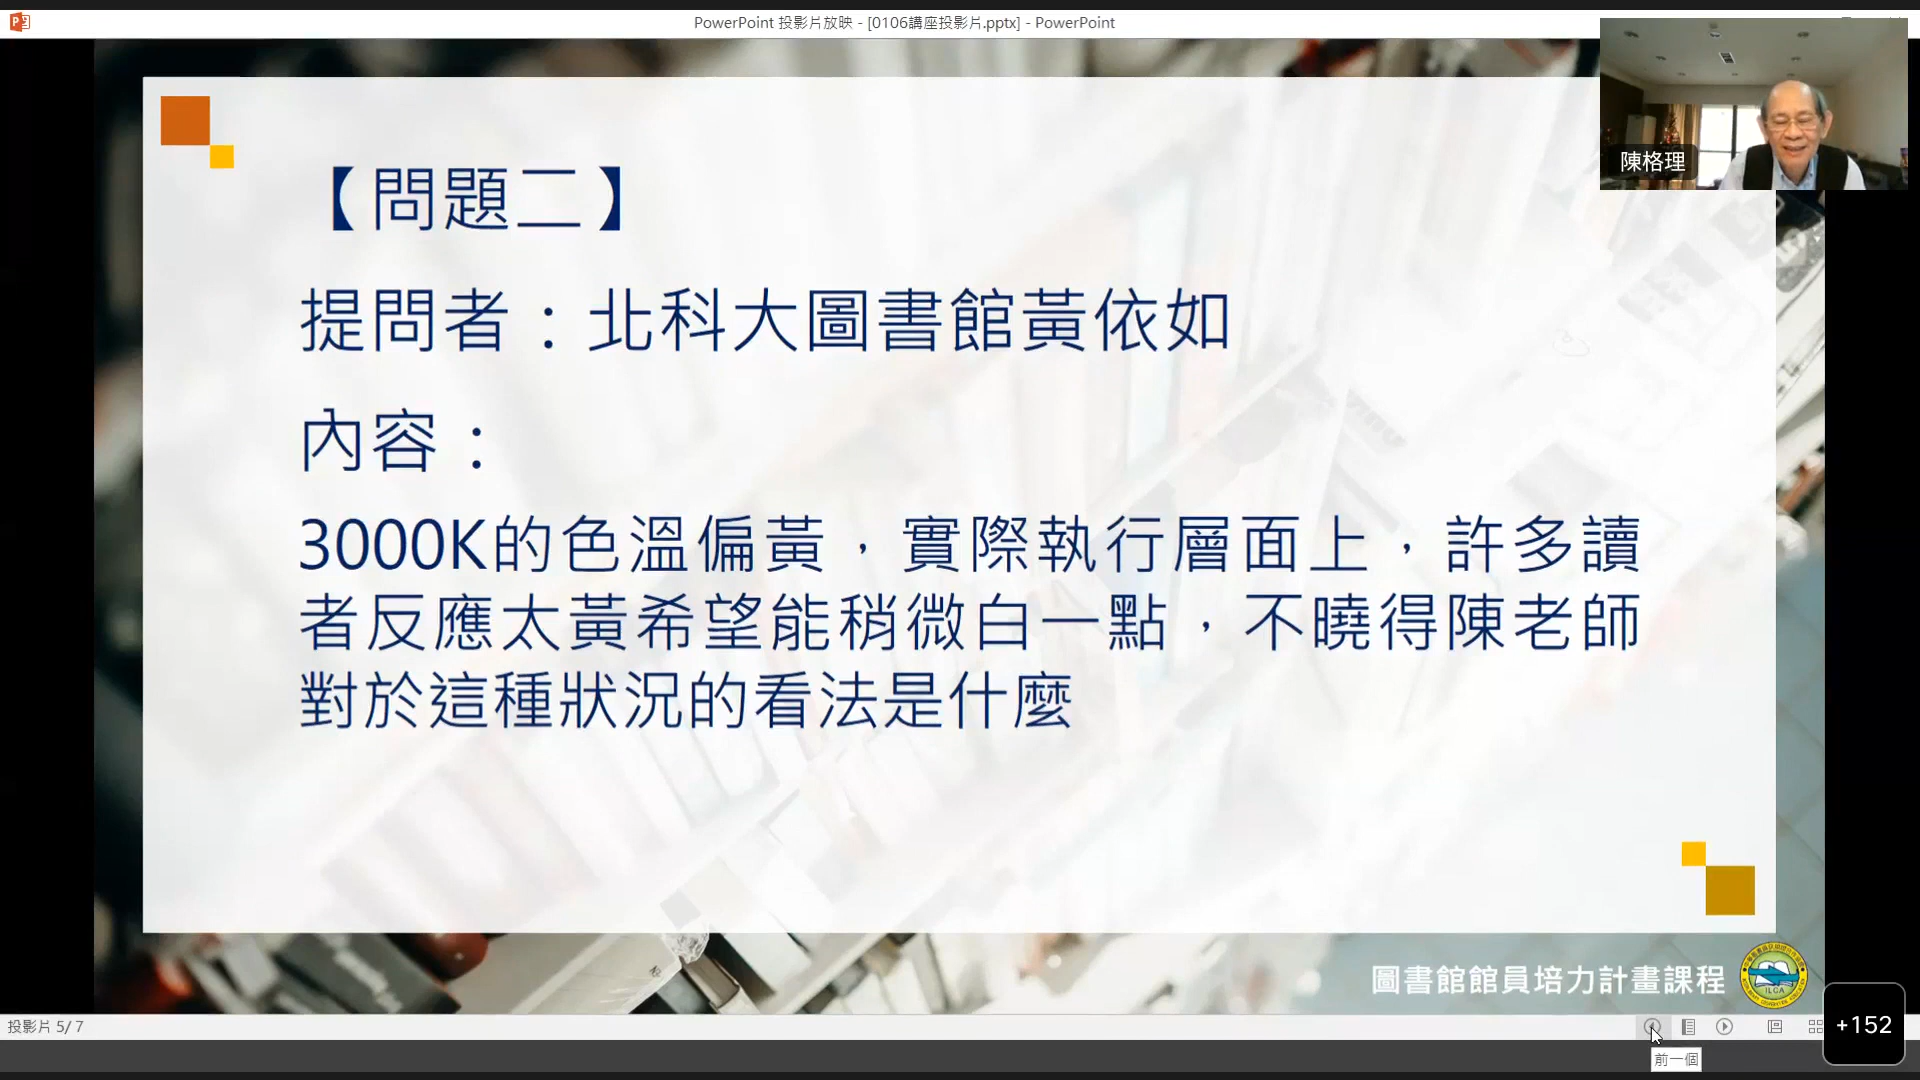 PowerPoint 投影片放映 - [0106講座投影片.pptx] - PowerPoint
陳格理
【問題二】
提問者：北科大圖書館黃依如
內容：
3000K的色溫偏黃，實際執行層面上，許多讀
者反應太黃希望能稍微白一點，不曉得陳老師
對於這種狀況的看法是什麼
圖書館館員培力計畫課程
ILCA
投影片 5/ 7
+152
前一個